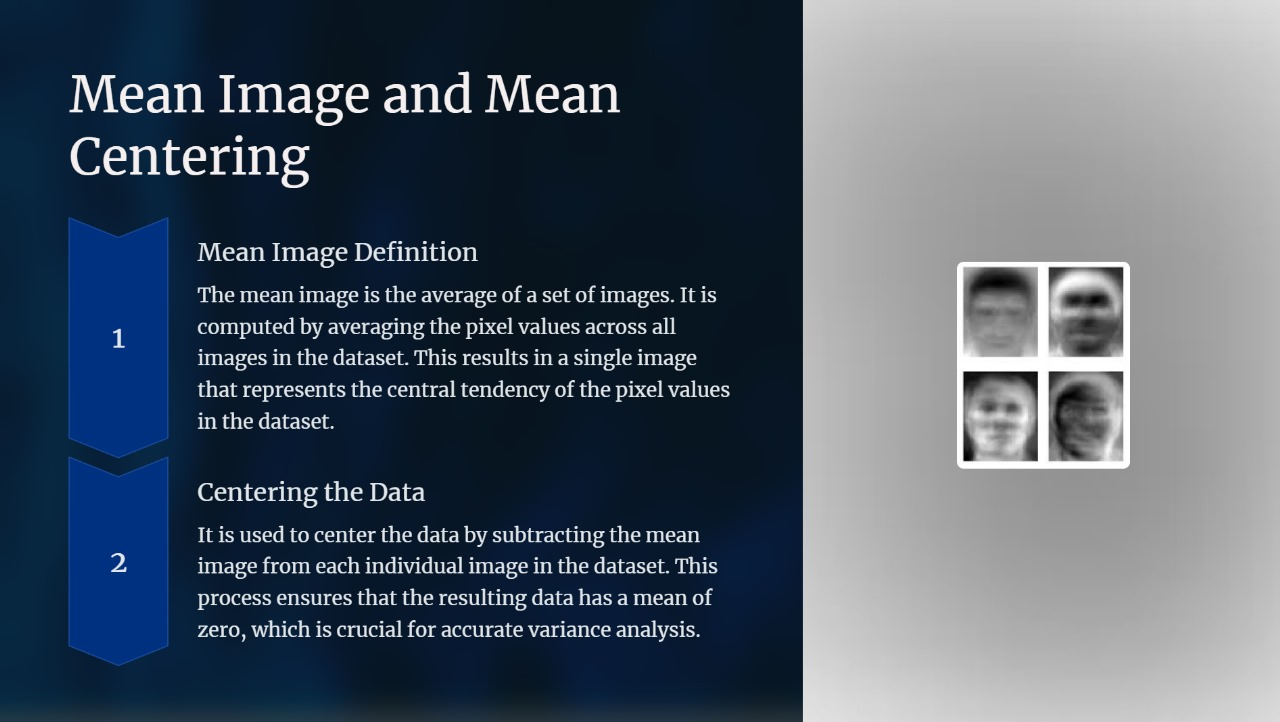 Mean Image and Mean
Centering
1
Mean Image Definition
The mean image is the average of a set of images. It is
computed by averaging the pixel values across all
images in the dataset. This results in a single image
that represents the central tendency of the pixel values
in the dataset.
2
Centering the Data
It is used to center the data by subtracting the mean
image from each individual image in the dataset. This
process ensures that the resulting data has a mean of
zero, which is crucial for accurate variance analysis.